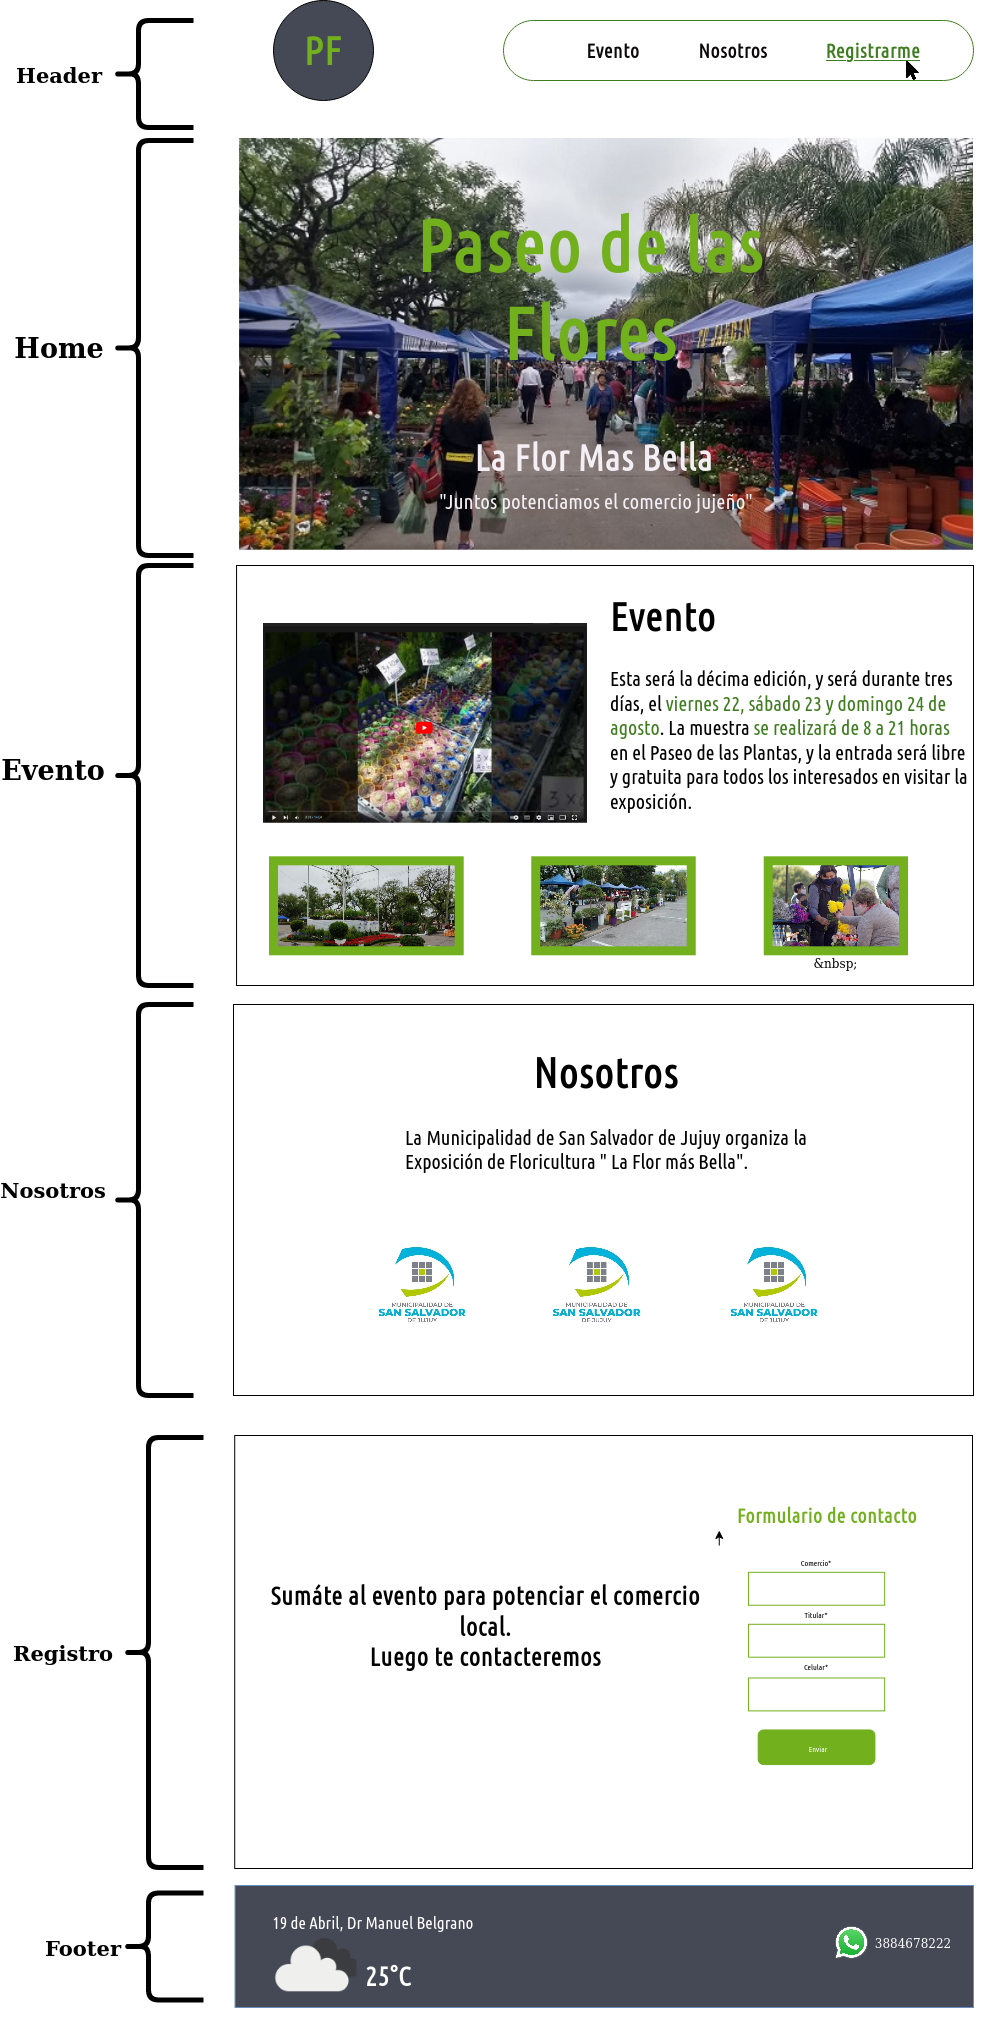 Header
PF
Evento Nosotros Registrarme
Home
Paseo de las
Flores
La Flor Mas Bella
"Juntos potenciamos el comercio jujeño"
Evento
Evento
Esta será la décima edición, y será durante tres
días, el viernes 22, sábado 23 y domingo 24 de
agosto. La muestra se realizará de 8 a 21 horas
en el Paseo de las Plantas, y la entrada será libre
y gratuita para todos los interesados en visitar la
exposición.
&nbsp;
Nosotros
Nosotros
La Municipalidad de San Salvador de Jujuy organiza la
Exposición de Floricultura " La Flor más Bella".
MUNICIPALIDAD DE
SAN SALVADOR
DE JUJUY
MUNICIPALIDAD DE
SAN SALVADOR
DE JUJUY
MUNICIPALIDAD DE
SAN SALVADOR
DE JUJUY
Registro
Sumáte al evento para potenciar el comercio
local.
Luego te contacteremos
Formulario de contacto
Comercio*
Titular*
Celular*
Enviar
Footer
19 de Abril, Dr Manuel Belgrano
25°C
3884678222